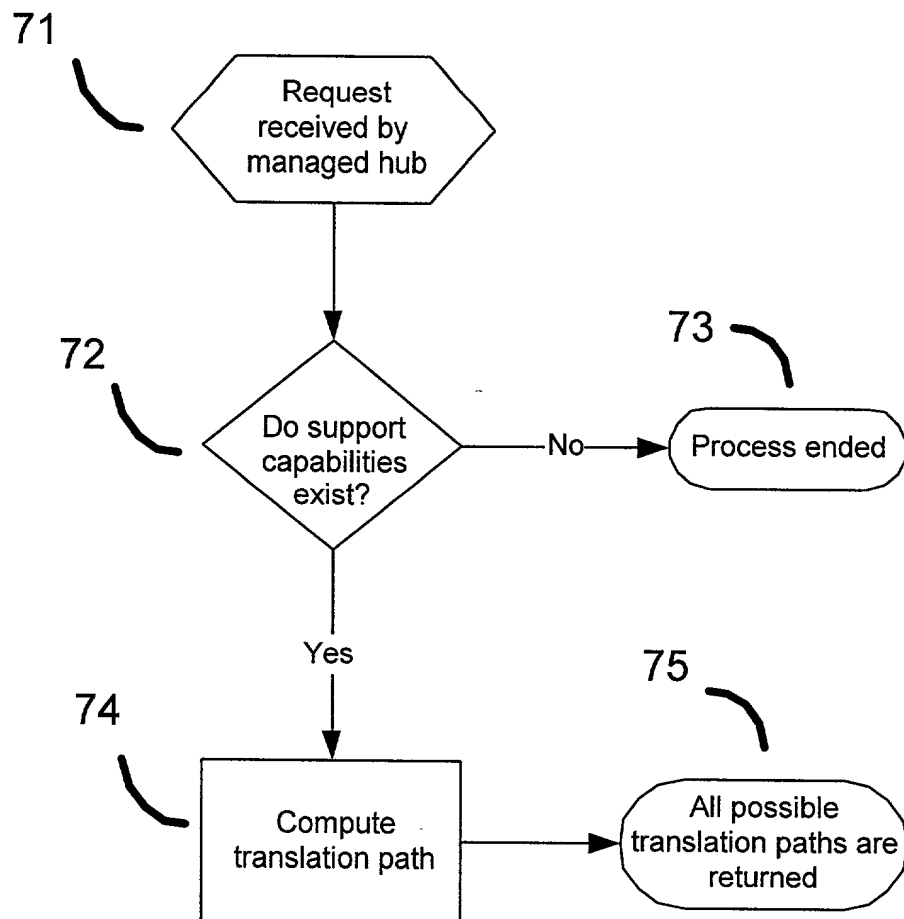 71
Request
received by
managed hub
72
Do support
capabilities
exist?
No
73
Process ended
Yes
74
Compute
translation path
75
All possible
translation paths are
returned